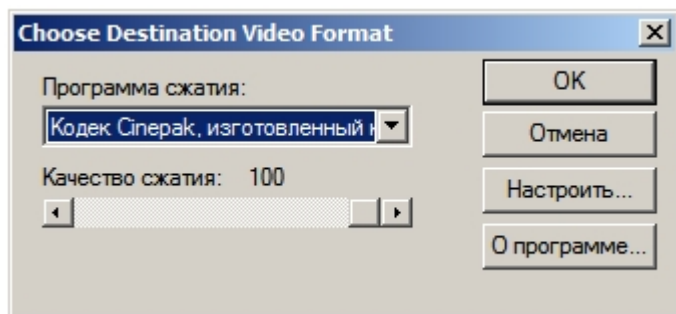 Choose Destination Video Format
Программа сжатия:
Кодек Cinepak, изготовленный
Качество сжатия: 100
OK
Отмена
Настроить...
О программе...